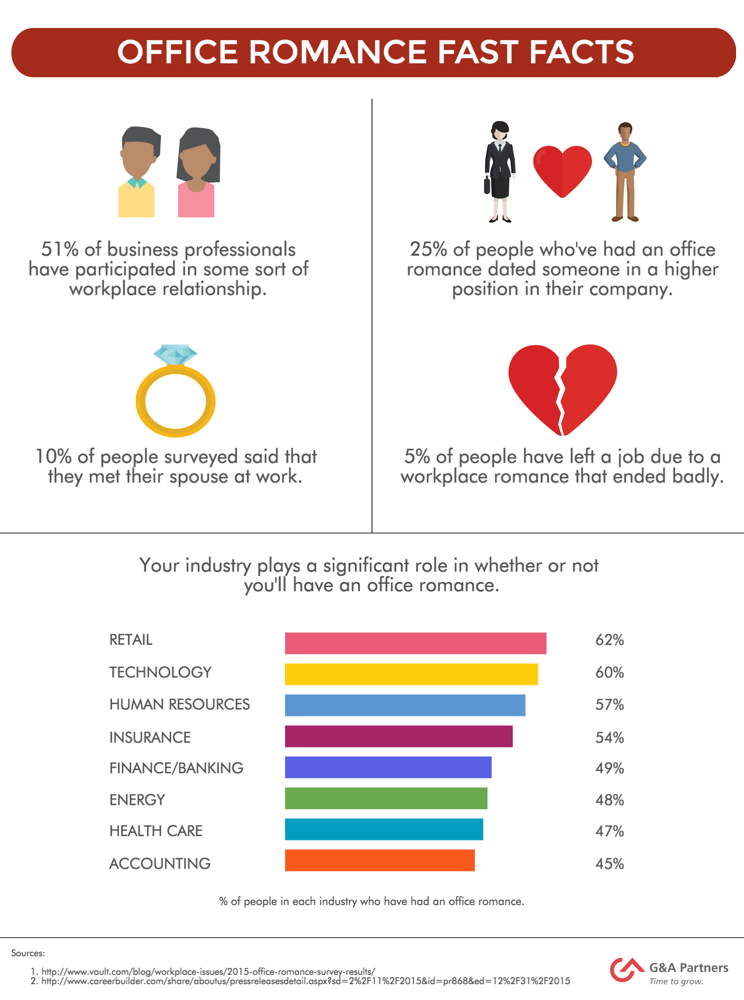 OFFICE ROMANCE FAST FACTS
51% of business professionals
have participated in some sort of
workplace relationship.
25% of people who've had an office
romance dated someone in a higher
position in their company.
10% of people surveyed said that
they met their spouse at work.
5% of people have left a job due to a
workplace romance that ended badly.
Your industry plays a significant role in whether or not
you'll have an office romance.
RETAIL 62%
TECHNOLOGY 60%
HUMAN RESOURCES 57%
INSURANCE 54%
FINANCE/BANKING 49%
ENERGY 48%
HEALTH CARE 47%
ACCOUNTING 45%
% of people in each industry who have had an office romance.
Sources:
1. http://www.vault.com/blog/workplace-issues/2015-office-romance-survey-results/
2. http://www.careerbuilder.com/share/aboutus/pressreleasesdetail.aspx?sd=2%2F11%2F2015&id=pr868&ed=12%2F31%2F2015
G&A Partners
Time to grow.